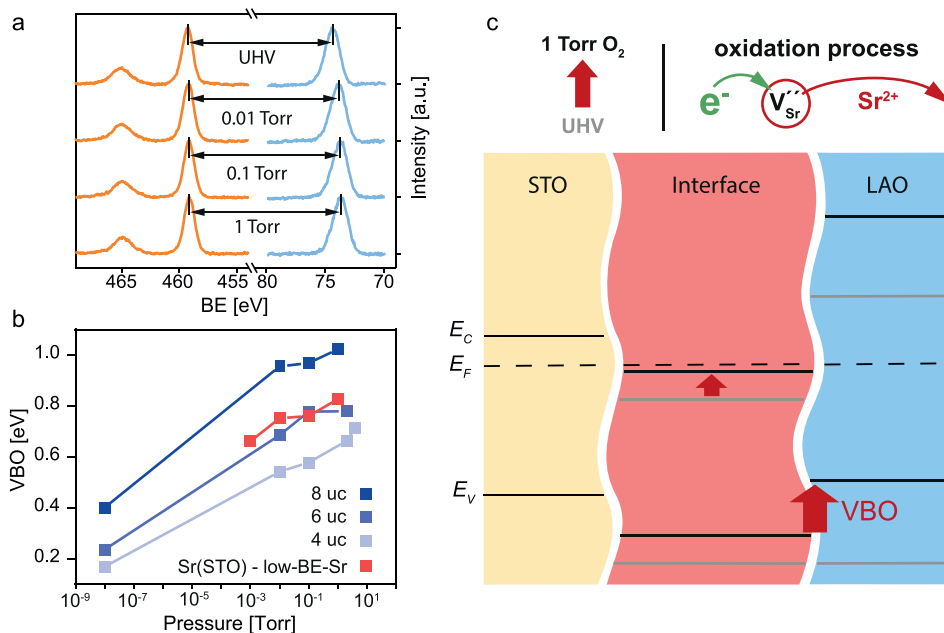 a
UHV
0.01 Torr
0.1 Torr
1 Torr
465
460
455
80
75
70
BE [eV]
Intensity [a.u.]
b
1.0
0.8
0.6
0.4
0.2
VBO [eV]
8 uc
6 uc
4 uc
Sr(STO) - low-BE-Sr
10⁻⁹
10⁻⁷
10⁻⁵
10⁻³
10⁻¹
10¹
Pressure [Torr]
c
1 Torr O₂
UHV
oxidation process
e⁻
V´´Sr
Sr²⁺
STO
Interface
LAO
E_C
E_F
E_V
VBO